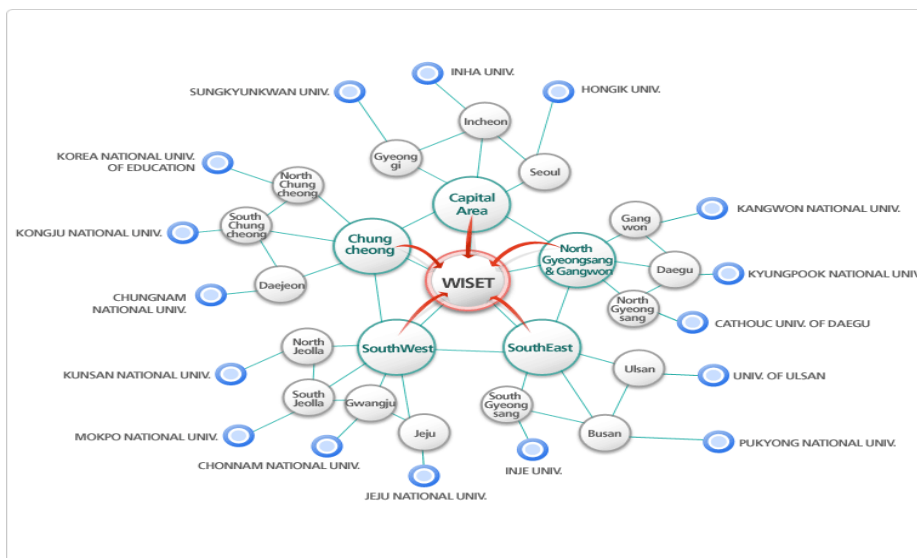 INHA UNIV.
SUNGKYUNKWAN UNIV.
HONGIK UNIV.
Incheon
Gyeong
gi
Seoul
KOREA NATIONAL UNIV.
OF EDUCATION
North
Chung
cheong
Capital
Area
KANGWON NATIONAL UNIV.
South
Chung
cheong
Gang
won
KONGJU NATIONAL UNIV.
Chung
cheong
North
Gyeongsang
& Gangwon
Daegu
KYUNGPOOK NATIONAL UNIV
WISET
Daejeon
CHUNGNAM
NATIONAL UNIV.
North
Gyeong
sang
CATHOUC UNIV. OF DAEGU
North
Jeolla
SouthWest
SouthEast
KUNSAN NATIONAL UNIV.
Ulsan
UNIV. OF ULSAN
South
Jeolla
Gwangju
South
Gyeong
sang
MOKPO NATIONAL UNIV.
Jeju
Busan
PUKYONG NATIONAL UNIV.
CHONNAM NATIONAL UNIV.
INJE UNIV.
JEJU NATIONAL UNIV.